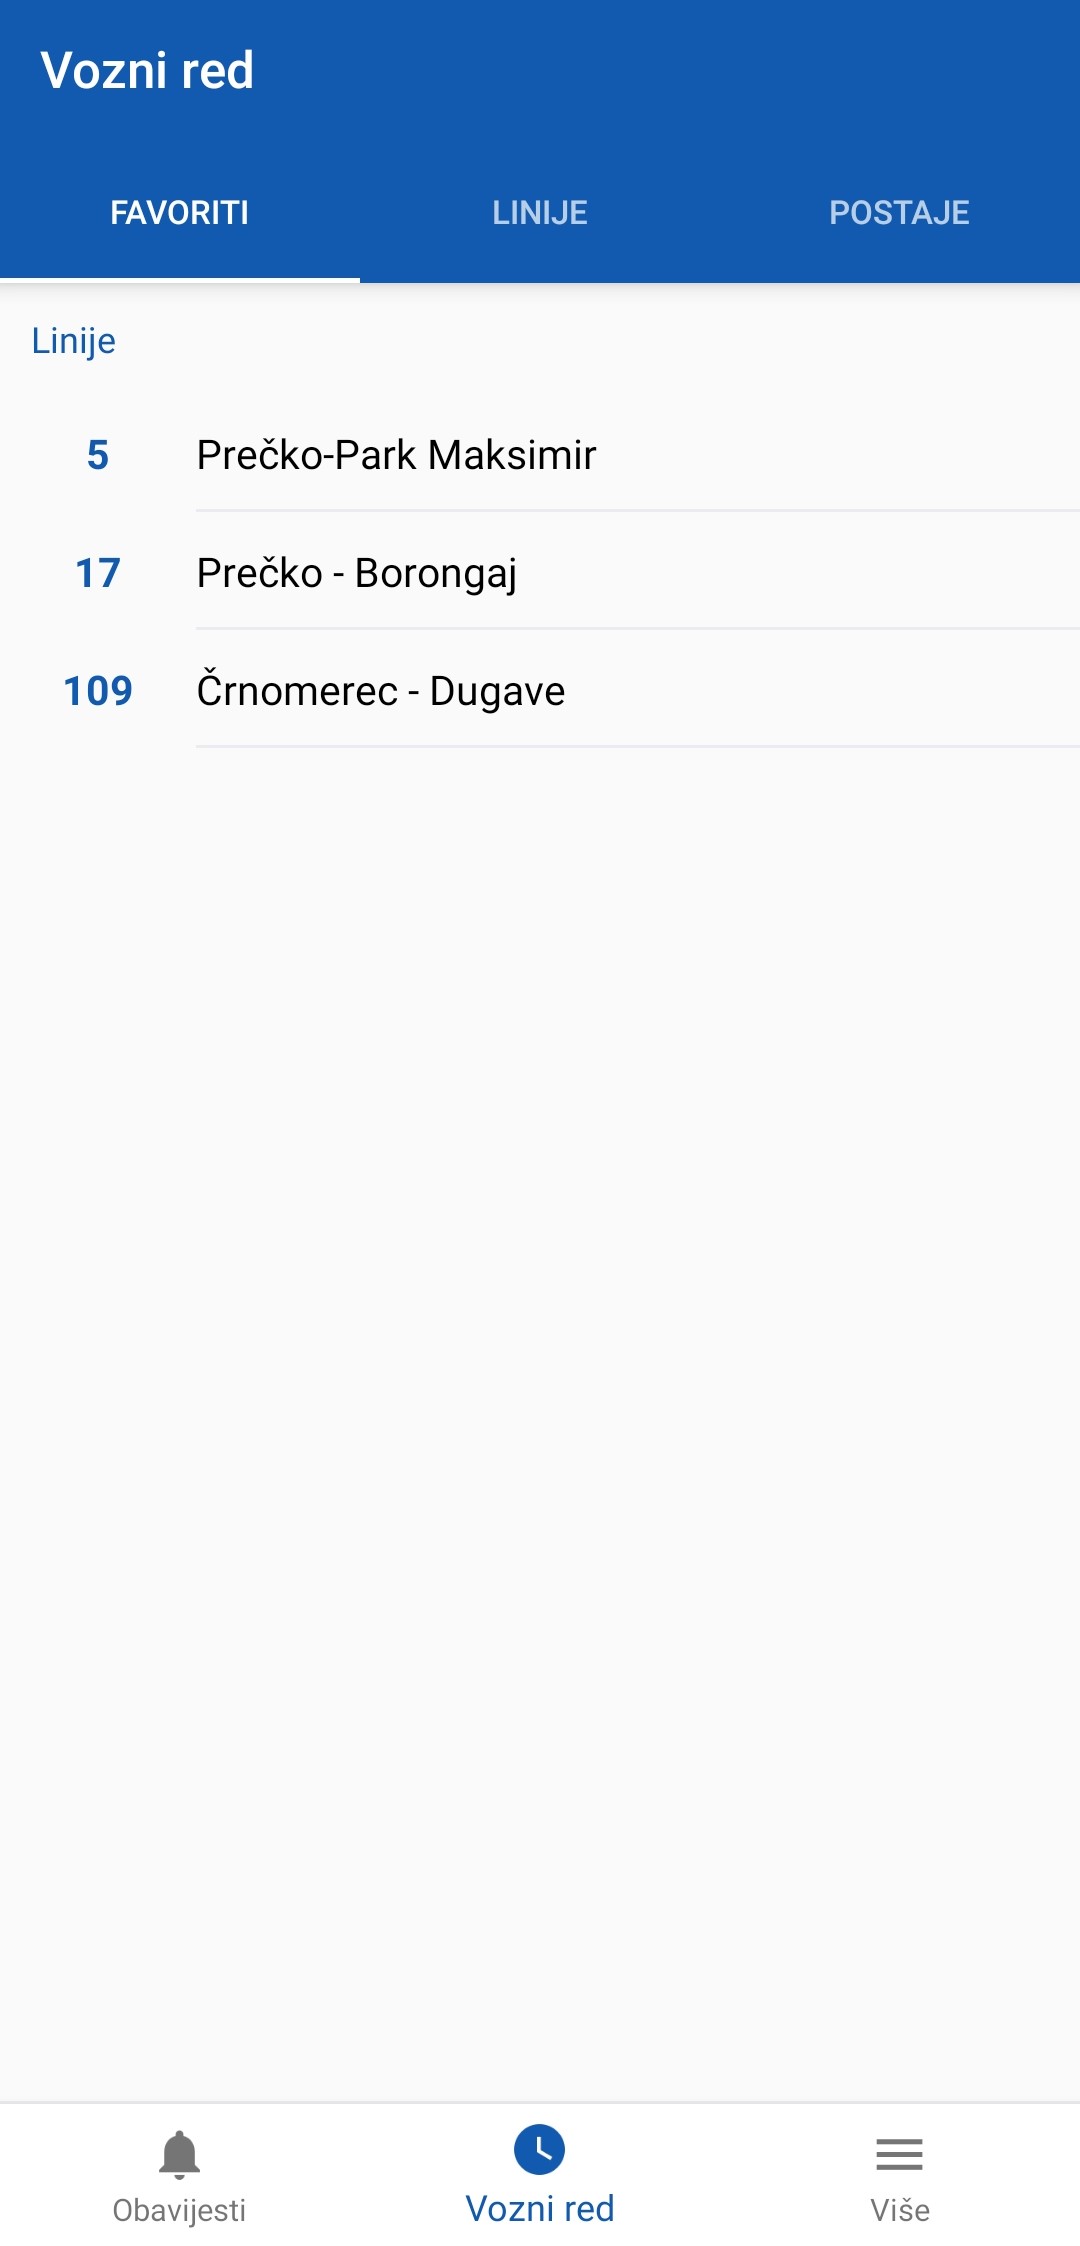 Vozni red
FAVORITI LINIJE POSTAJE
Linije
5 Prečko-Park Maksimir
17 Prečko - Borongaj
109 Črnomerec - Dugave
Obavijesti Vozni red Više